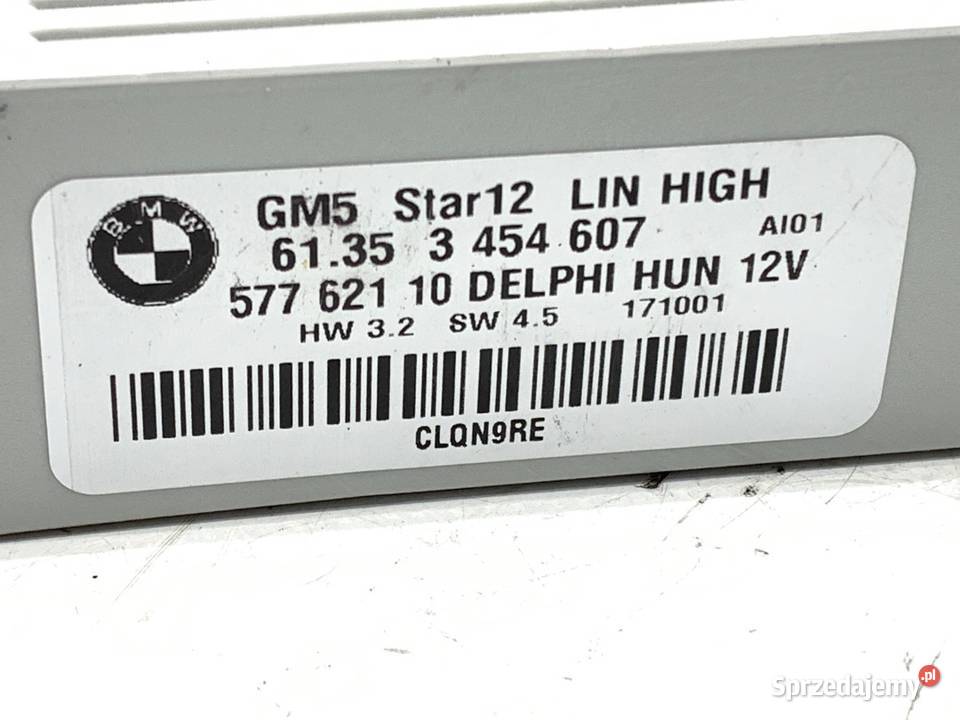 BMW
GM5 Star12 LIN HIGH
61.35 3 454 607 AI01
577 621 10 DELPHI HUN 12V
HW 3.2 SW 4.5 171001
CLQN9RE
Sprzedajemy.pl